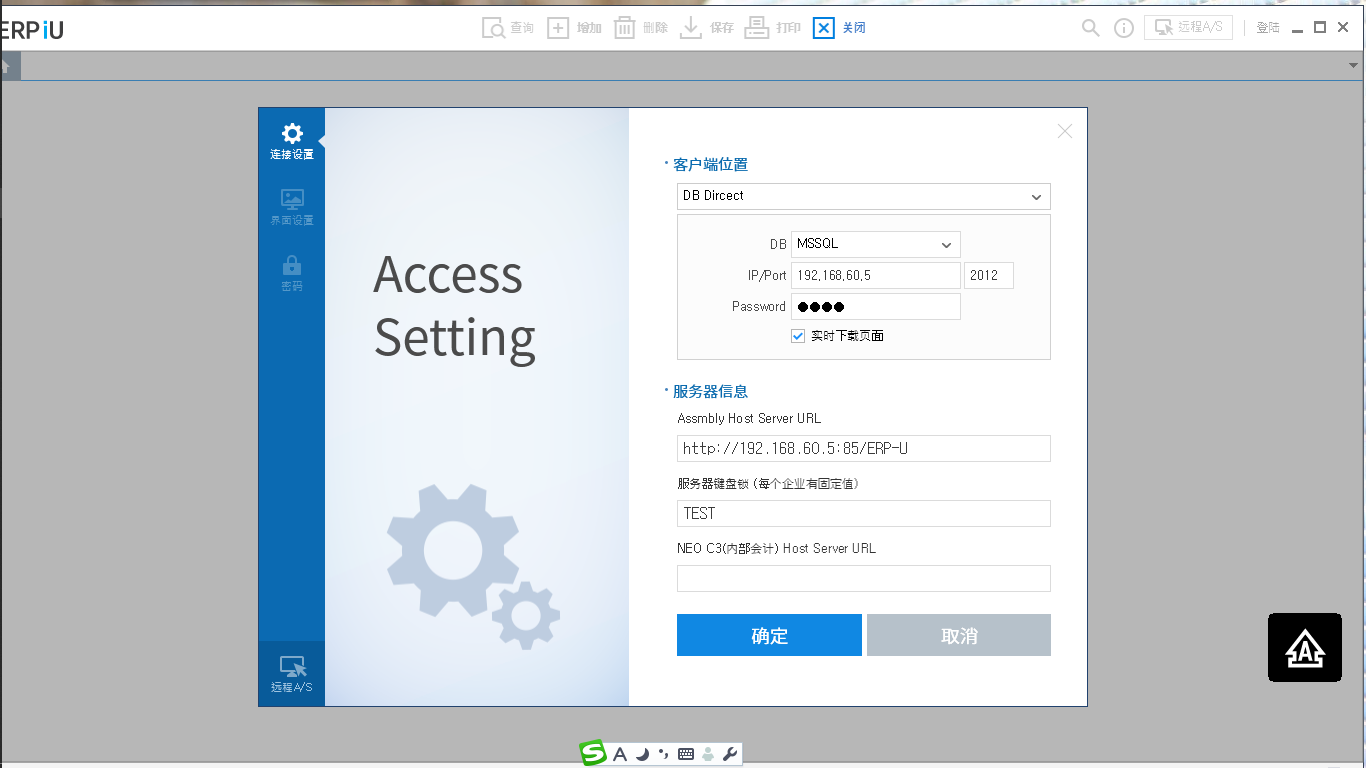 ERPiU
查询 增加 删除 保存 打印 关闭 远程A/S 登陆
连接设置
界面设置
密码
远程A/S
Access
Setting
客户端位置
DB Dircect
DB MSSQL
IP/Port 192.168.60.5 2012
Password ●●●●
实时下载页面
服务器信息
Assmbly Host Server URL
http://192.168.60.5:85/ERP-U
服务器键盘锁 (每个企业有固定值)
TEST
NEO C3(内部会计) Host Server URL
确定 取消
A
S A